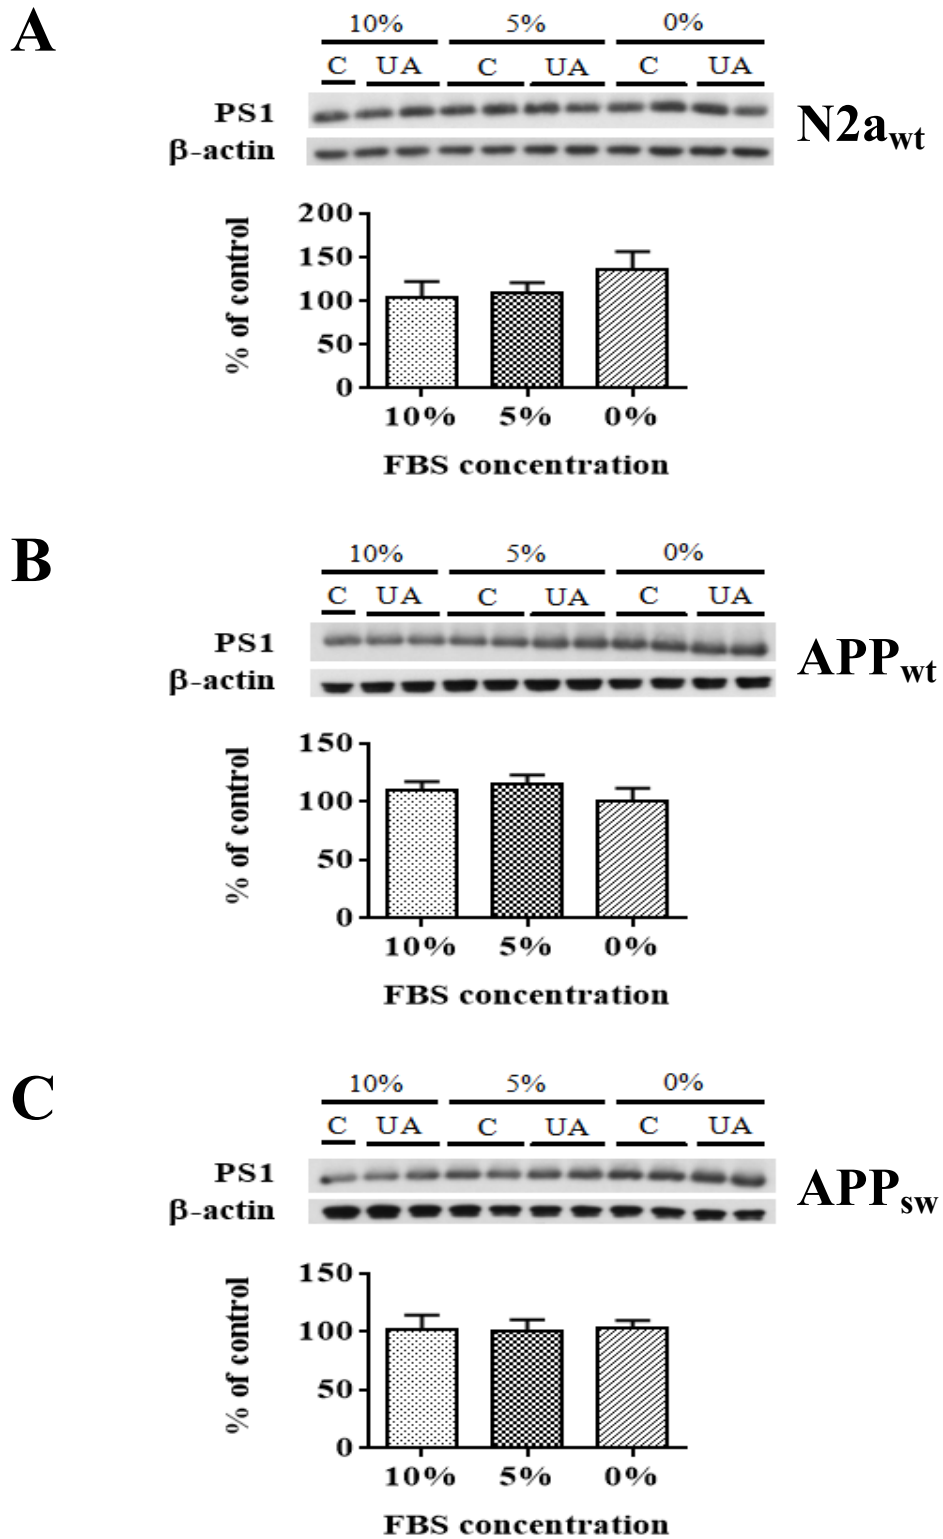 A
10% 5% 0%
C UA C UA C UA
PS1
β-actin
N2awt
200
150
100
50
0
% of control
10% 5% 0%
FBS concentration
B
10% 5% 0%
C UA C UA C UA
PS1
β-actin
APPwt
150
100
50
0
% of control
10% 5% 0%
FBS concentration
C
10% 5% 0%
C UA C UA C UA
PS1
β-actin
APPsw
150
100
50
0
% of control
10% 5% 0%
FBS concentration